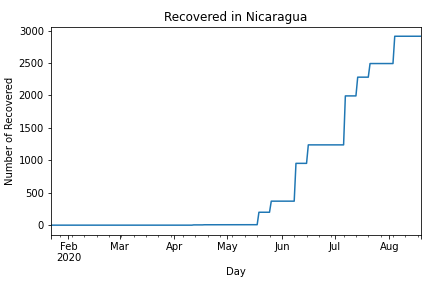 Recovered in Nicaragua
Number of Recovered
3000
2500
2000
1500
1000
500
0
Feb Mar Apr May Jun Jul Aug
2020
Day